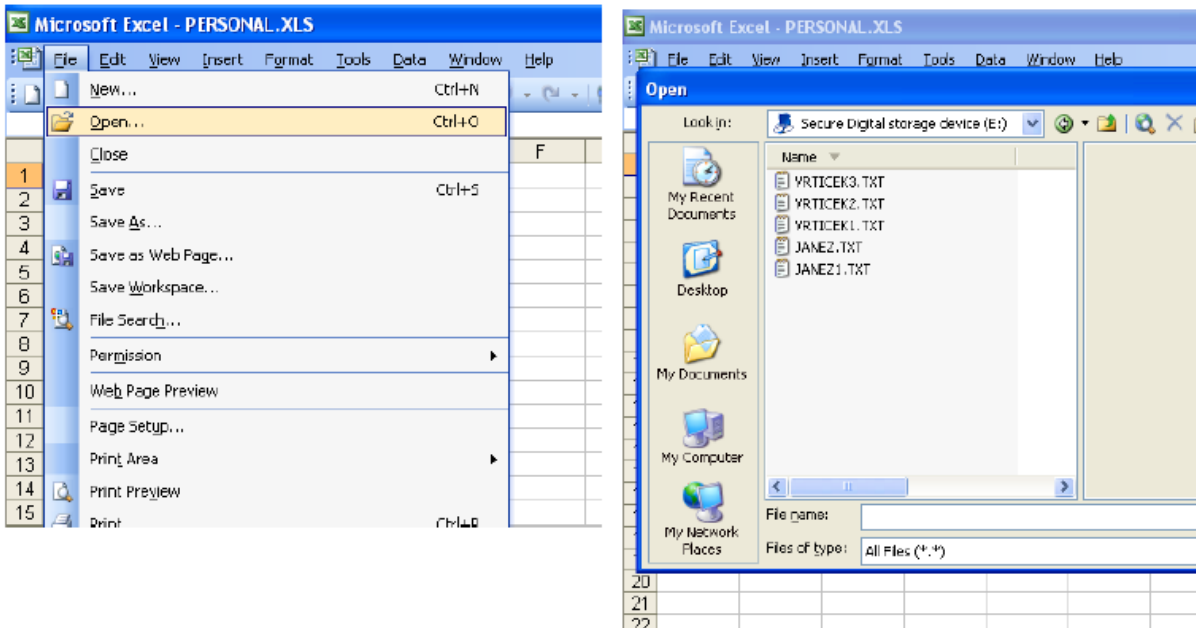 Microsoft Excel - PERSONAL.XLS
File Edit View Insert Format Tools Data Window Help
New... Ctrl+N
Open... Ctrl+O
Close
Save Ctrl+S
Save As...
Save as Web Page...
Save Workspace...
File Search...
Permission
Web Page Preview
Page Setup...
Print Area
Print Preview
Print... Ctrl+P
F
1
2
3
4
5
6
7
8
9
10
11
12
13
14
15
Microsoft Excel - PERSONAL.XLS
File Edit View Insert Format Tools Data Window Help
Open
Look in: Secure Digital storage device (E:)
My Recent Documents
Desktop
My Documents
My Computer
My Network Places
Name
VRTICEK3.TXT
VRTICEK2.TXT
VRTICEK1.TXT
JANEZ.TXT
JANEZ1.TXT
File name:
Files of type: All Files (*.*)
20
21
22